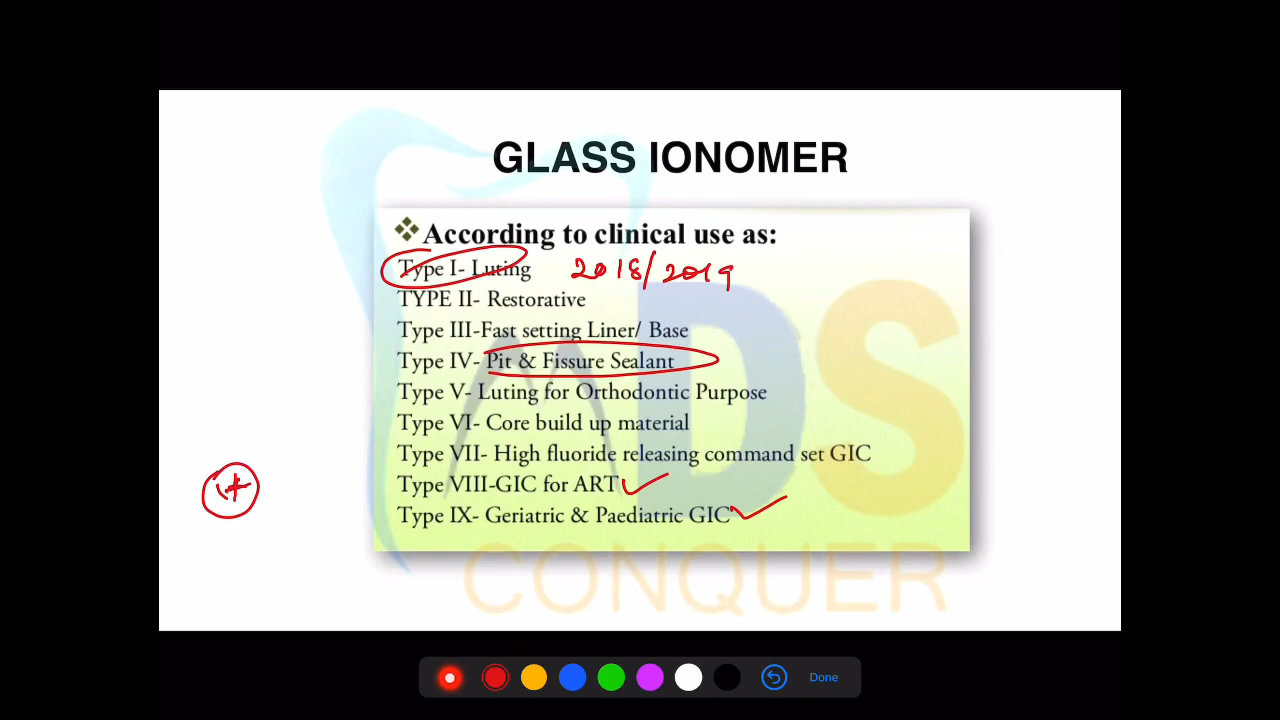 GLASS IONOMER
❖According to clinical use as:
Type I- Luting 2018/2019
TYPE II- Restorative
Type III-Fast setting Liner/ Base
Type IV- Pit & Fissure Sealant
Type V- Luting for Orthodontic Purpose
Type VI- Core build up material
Type VII- High fluoride releasing command set GIC
Type VIII-GIC for ART
Type IX- Geriatric & Paediatric GIC
MDS
CONQUER
Done